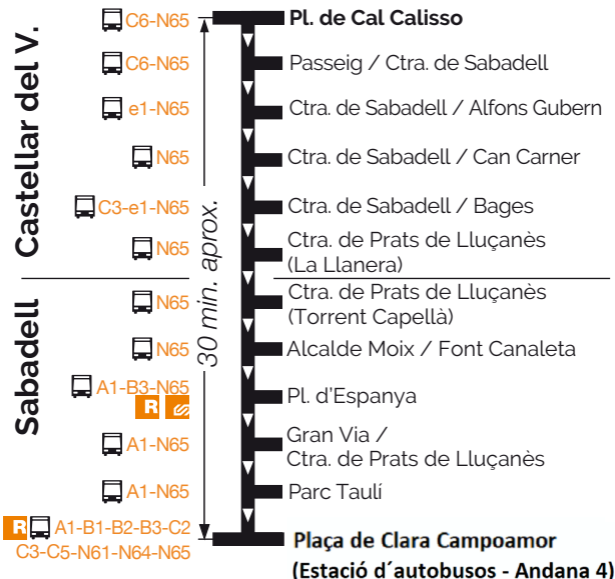 Castellar del V.
Sabadell
30 min. aprox.
C6-N65
Pl. de Cal Calisso
C6-N65
Passeig / Ctra. de Sabadell
e1-N65
Ctra. de Sabadell / Alfons Gubern
N65
Ctra. de Sabadell / Can Carner
C3-e1-N65
Ctra. de Sabadell / Bages
N65
Ctra. de Prats de Lluçanès
(La Llanera)
N65
Ctra. de Prats de Lluçanès
(Torrent Capellà)
N65
Alcalde Moix / Font Canaleta
A1-B3-N65
R
Pl. d'Espanya
A1-N65
Gran Via /
Ctra. de Prats de Lluçanès
A1-N65
Parc Taulí
R
A1-B1-B2-B3-C2
C3-C5-N61-N64-N65
Plaça de Clara Campoamor
(Estació d´autobusos - Andana 4)